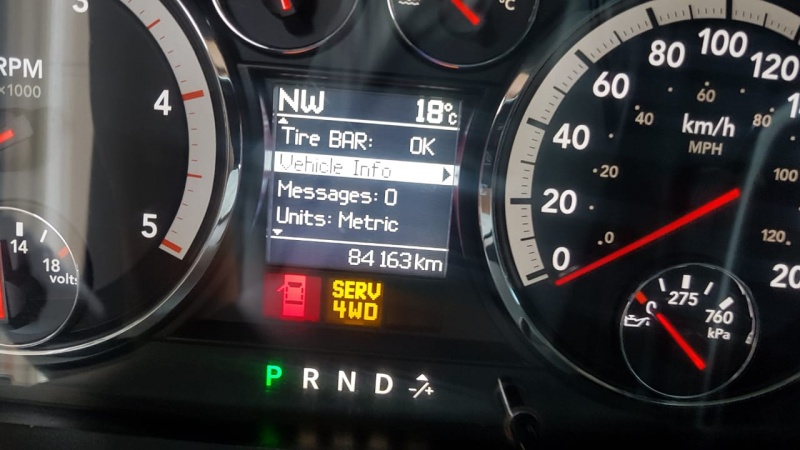 3
RPM
x1000
4
5
14
18
volts
°C
NW 18°C
Tire BAR: OK
Vehicle Info
Messages: 0
Units: Metric
84 163 km
SERV
4WD
P R N D -/+
0
20
40
60
80
100
120
20
40
60
80
100
120
km/h
MPH
0
0
275
760
kPa